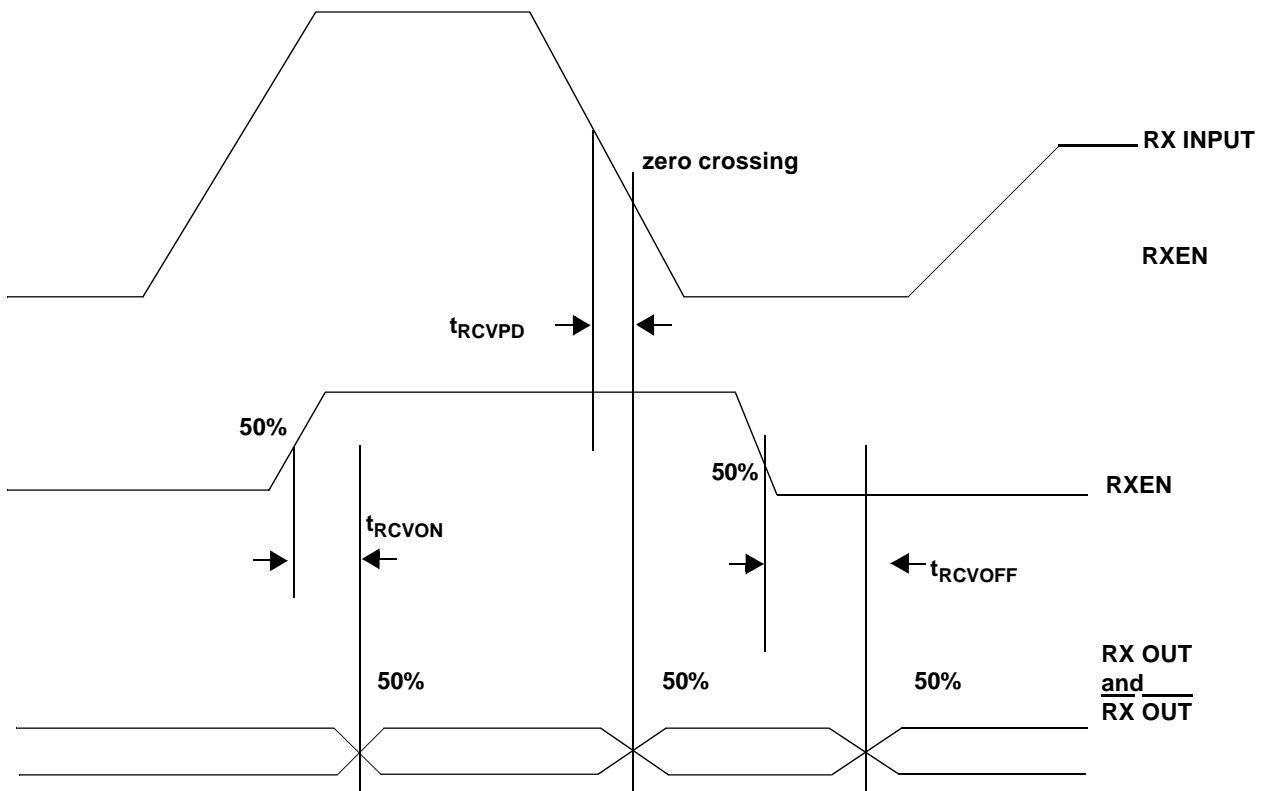 RX INPUT
zero crossing
RXEN
tRCVPD
50%
50%
RXEN
tRCVON
tRCVOFF
50%
50%
50%
RX OUT
and
RX OUT